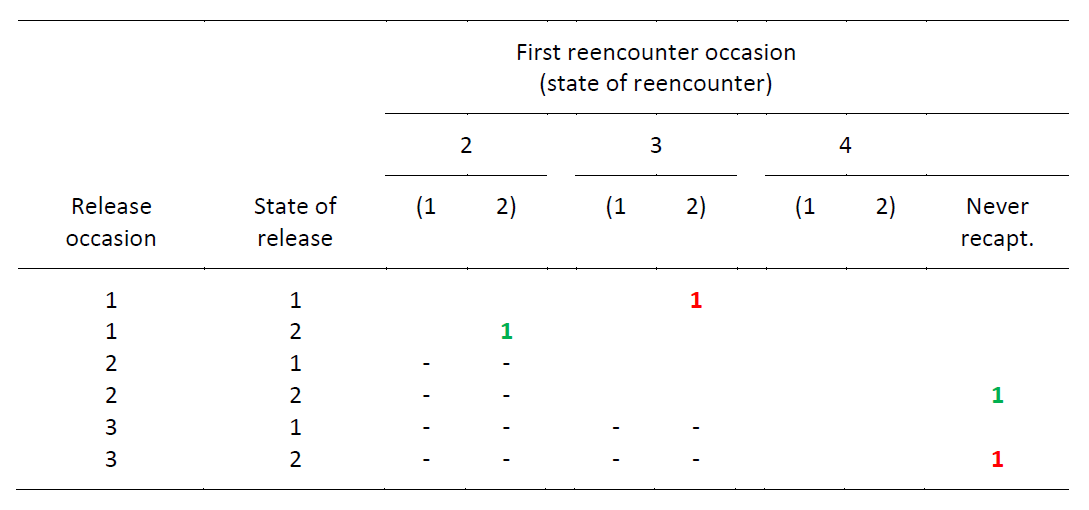 First reencounter occasion
(state of reencounter)
2 3 4
Release State of (1 2) (1 2) (1 2) Never
occasion release recapt.
1 1 1
1 2 1
2 1 - -
2 2 - - 1
3 1 - - - -
3 2 - - - - 1